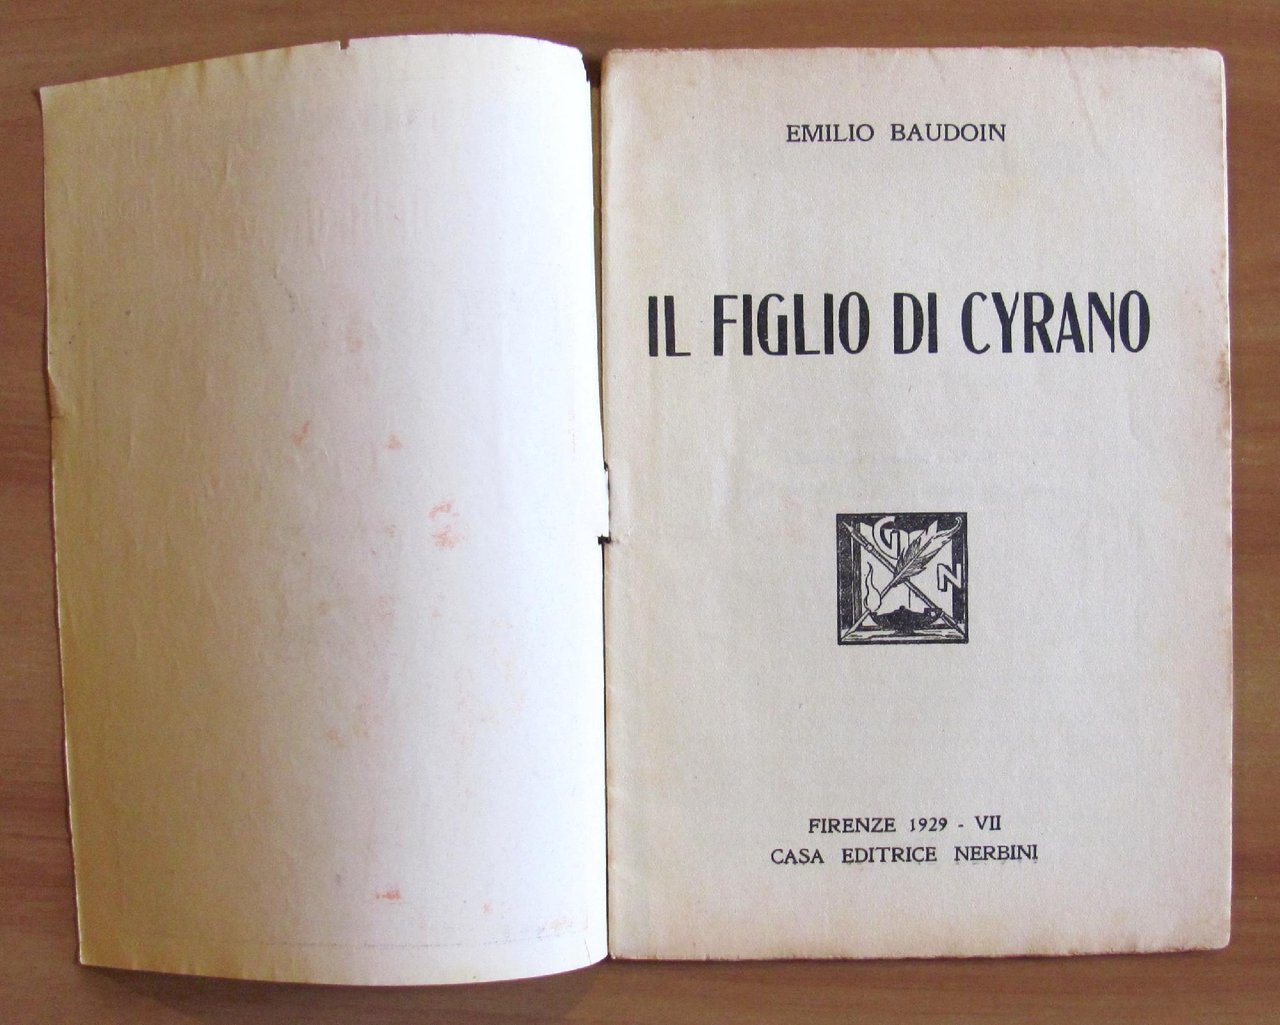 EMILIO BAUDOIN
IL FIGLIO DI CYRANO
G
N
FIRENZE 1929 - VII
CASA EDITRICE NERBINI